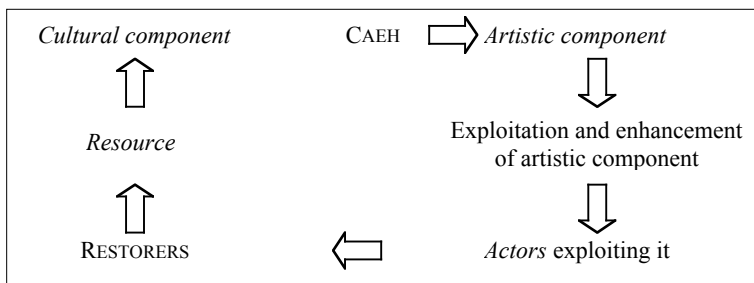 Cultural component CAEH Artistic component
Resource Exploitation and enhancement
of artistic component
RESTORERS Actors exploiting it